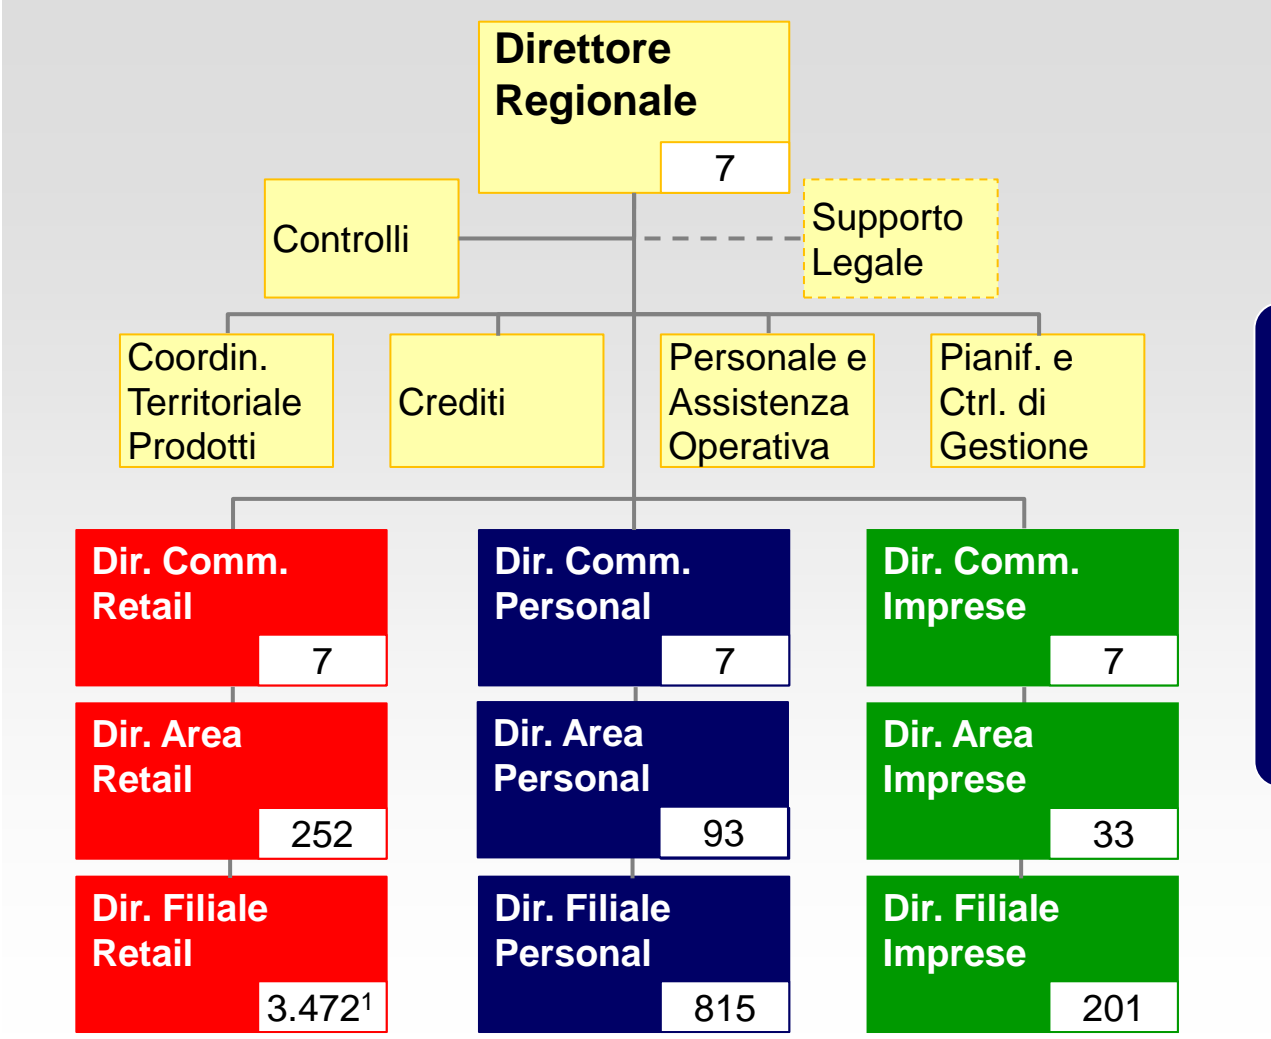 Direttore
Regionale
7
Controlli
Supporto
Legale
Coordin.
Territoriale
Prodotti
Crediti
Personale e
Assistenza
Operativa
Pianif. e
Ctrl. di
Gestione
Dir. Comm.
Retail
7
Dir. Comm.
Personal
7
Dir. Comm.
Imprese
7
Dir. Area
Retail
252
Dir. Area
Personal
93
Dir. Area
Imprese
33
Dir. Filiale
Retail
3.472¹
Dir. Filiale
Personal
815
Dir. Filiale
Imprese
201